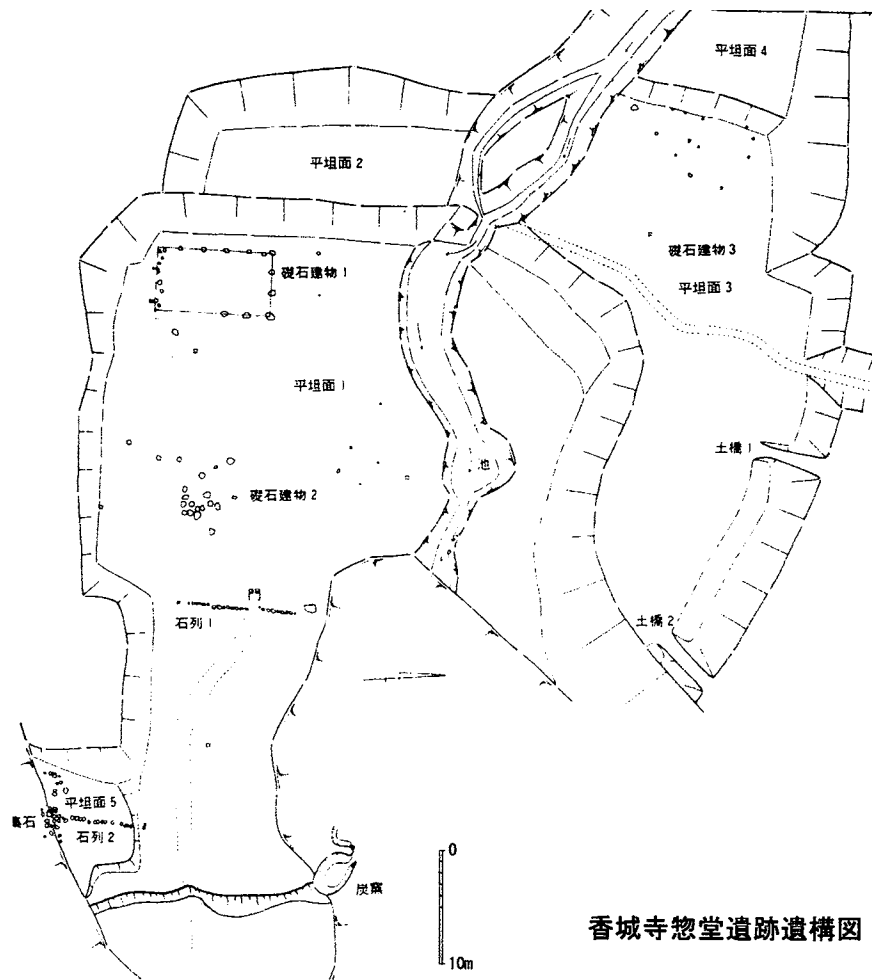 平坦面4
平坦面2
礎石建物3
礎石建物1
平坦面3
平坦面1
土橋1
池
礎石建物2
門
石列1
土橋2
平坦面5
石列2
炭窯
0
10m
香城寺惣堂遺跡遺構図